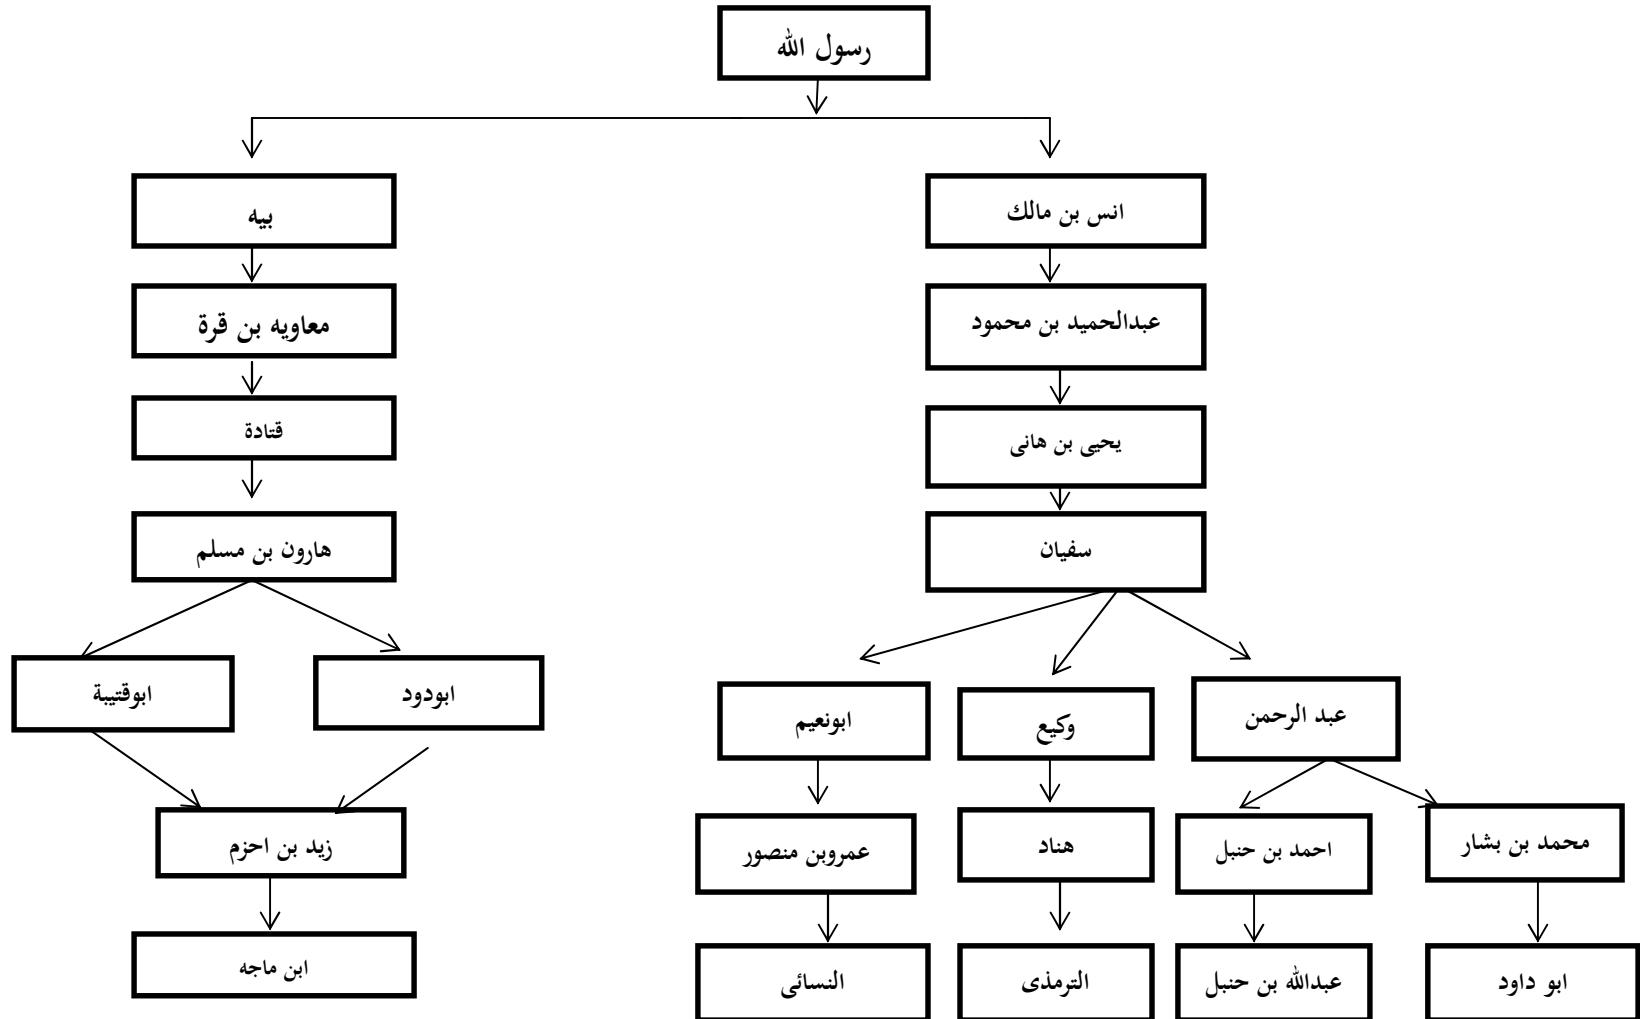 رسول الله
انس بن مالك
بيه
عبدالحميد بن محمود
معاويه بن قرة
يحيى بن هانى
قتادة
سفيان
هارون بن مسلم
عبد الرحمن
وكيع
ابونعيم
ابودود
ابوقتيبة
محمد بن بشار
احمد بن حنبل
هناد
عمروبن منصور
زيد بن احزم
ابو داود
عبدالله بن حنبل
الترمذى
النسائى
ابن ماجه